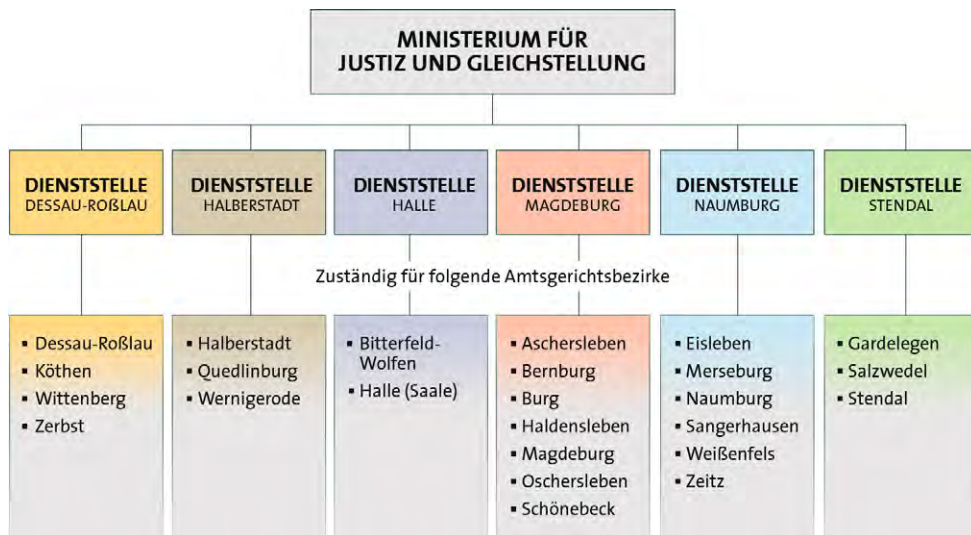 MINISTERIUM FÜR
JUSTIZ UND GLEICHSTELLUNG
DIENSTSTELLE
DESSAU-ROẞLAU
DIENSTSTELLE
HALBERSTADT
DIENSTSTELLE
HALLE
DIENSTSTELLE
MAGDEBURG
DIENSTSTELLE
NAUMBURG
DIENSTSTELLE
STENDAL
Zuständig für folgende Amtsgerichtsbezirke
▪ Dessau-Roßlau
▪ Köthen
▪ Wittenberg
▪ Zerbst
▪ Halberstadt
▪ Quedlinburg
▪ Wernigerode
▪ Bitterfeld-
Wolfen
▪ Halle (Saale)
▪ Aschersleben
▪ Bernburg
▪ Burg
▪ Haldensleben
▪ Magdeburg
▪ Oschersleben
▪ Schönebeck
▪ Eisleben
▪ Merseburg
▪ Naumburg
▪ Sangerhausen
▪ Weißenfels
▪ Zeitz
▪ Gardelegen
▪ Salzwedel
▪ Stendal